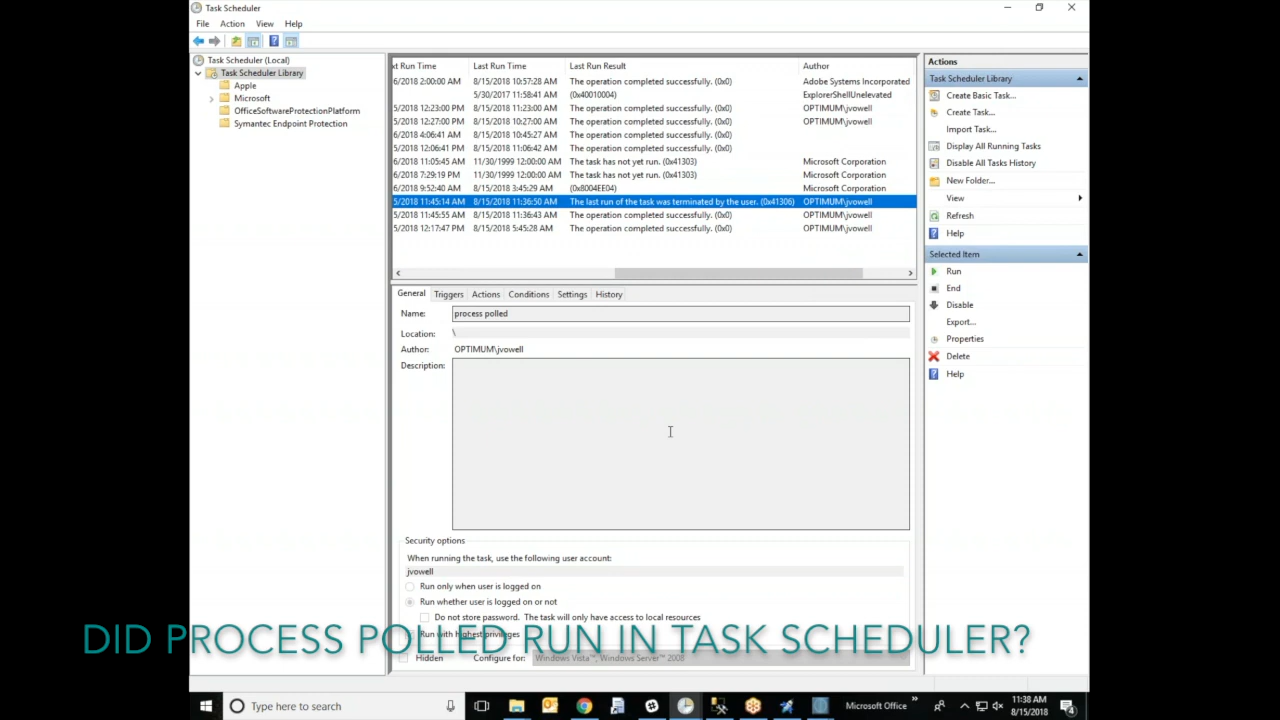 Task Scheduler
File Action View Help
Task Scheduler (Local)
Task Scheduler Library
Apple
Microsoft
OfficeSoftwareProtectionPlatform
Symantec Endpoint Protection
xt Run Time Last Run Time Last Run Result Author
6/2018 2:00:00 AM 8/15/2018 10:57:28 AM The operation completed successfully. (0x0) Adobe Systems Incorporated
5/30/2017 11:58:41 AM (0x40010004) ExplorerShellUnelevated
5/2018 12:23:00 PM 8/15/2018 11:23:00 AM The operation completed successfully. (0x0) OPTIMUM\jvowell
5/2018 12:27:00 PM 8/15/2018 10:27:00 AM The operation completed successfully. (0x0) OPTIMUM\jvowell
6/2018 4:06:41 AM 8/15/2018 10:45:27 AM The operation completed successfully. (0x0)
5/2018 12:06:41 PM 8/15/2018 11:06:42 AM The operation completed successfully. (0x0)
6/2018 11:05:45 AM 11/30/1999 12:00:00 AM The task has not yet run. (0x41303) Microsoft Corporation
6/2018 7:29:19 PM 11/30/1999 12:00:00 AM The task has not yet run. (0x41303) Microsoft Corporation
6/2018 9:52:40 AM 8/15/2018 3:45:29 AM (0x8004EE04) Microsoft Corporation
5/2018 11:45:14 AM 8/15/2018 11:36:50 AM The last run of the task was terminated by the user. (0x41306) OPTIMUM\jvowell
5/2018 11:45:55 AM 8/15/2018 11:36:43 AM The operation completed successfully. (0x0) OPTIMUM\jvowell
5/2018 12:17:47 PM 8/15/2018 5:45:28 AM The operation completed successfully. (0x0) OPTIMUM\jvowell
General Triggers Actions Conditions Settings History
Name: process polled
Location: \
Author: OPTIMUM\jvowell
Description:
Security options
When running the task, use the following user account:
jvowell
Run only when user is logged on
Run whether user is logged on or not
Do not store password. The task will only have access to local resources
Run with highest privileges
Hidden Configure for: Windows Vista™, Windows Server™ 2008
Actions
Task Scheduler Library
Create Basic Task...
Create Task...
Import Task...
Display All Running Tasks
Disable All Tasks History
New Folder...
View
Refresh
Help
Selected Item
Run
End
Disable
Export...
Properties
Delete
Help
DID PROCESS POLLED RUN IN TASK SCHEDULER?
Type here to search
Microsoft Office
11:38 AM
8/15/2018
4